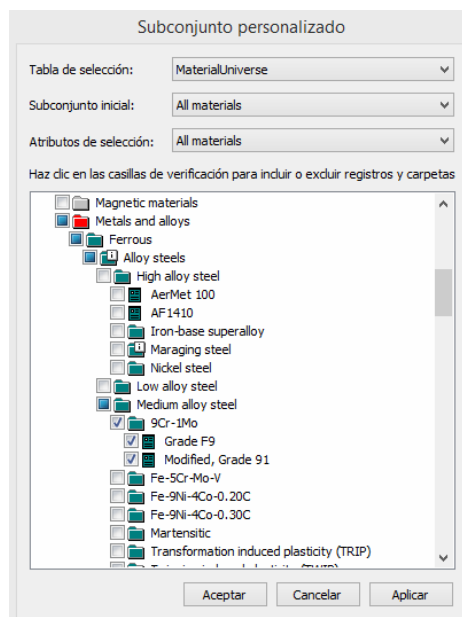 Subconjunto personalizado
Tabla de selección: MaterialUniverse
Subconjunto inicial: All materials
Atributos de selección: All materials
Haz clic en las casillas de verificación para incluir o excluir registros y carpetas
Magnetic materials
Metals and alloys
Ferrous
Alloy steels
High alloy steel
AerMet 100
AF1410
Iron-base superalloy
Maraging steel
Nickel steel
Low alloy steel
Medium alloy steel
9Cr-1Mo
Grade F9
Modified, Grade 91
Fe-5Cr-Mo-V
Fe-9Ni-4Co-0.20C
Fe-9Ni-4Co-0.30C
Martensitic
Transformation induced plasticity (TRIP)
Aceptar Cancelar Aplicar